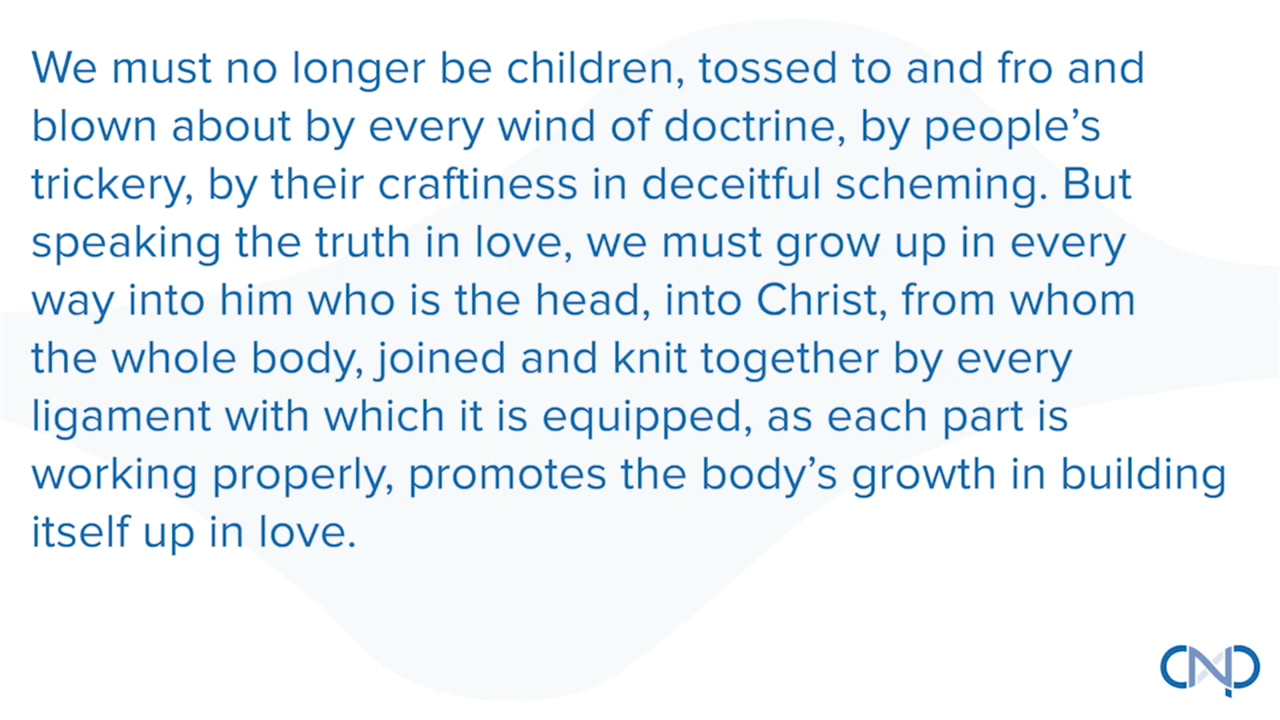 We must no longer be children, tossed to and fro and
blown about by every wind of doctrine, by people’s
trickery, by their craftiness in deceitful scheming. But
speaking the truth in love, we must grow up in every
way into him who is the head, into Christ, from whom
the whole body, joined and knit together by every
ligament with which it is equipped, as each part is
working properly, promotes the body’s growth in building
itself up in love.
CNP